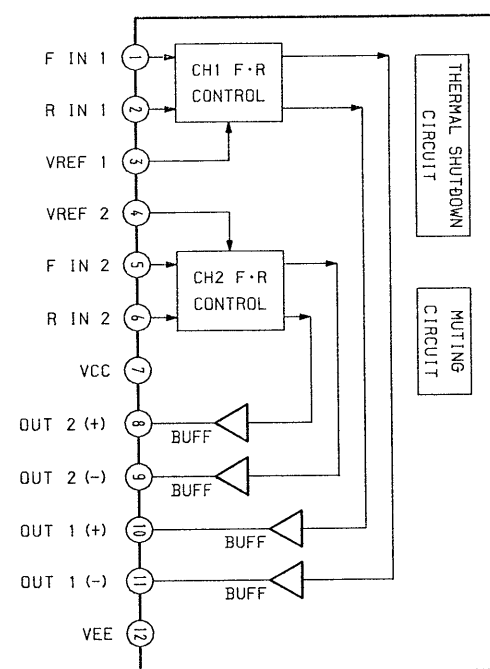 F IN 1
1
R IN 1
2
VREF 1
3
VREF 2
4
F IN 2
5
R IN 2
6
VCC
7
OUT 2 (+)
8
OUT 2 (-)
9
OUT 1 (+)
10
OUT 1 (-)
11
VEE
12
CH1 F·R
CONTROL
CH2 F·R
CONTROL
BUFF
BUFF
BUFF
BUFF
THERMAL SHUTDOWN
CIRCUIT
MUTING
CIRCUIT